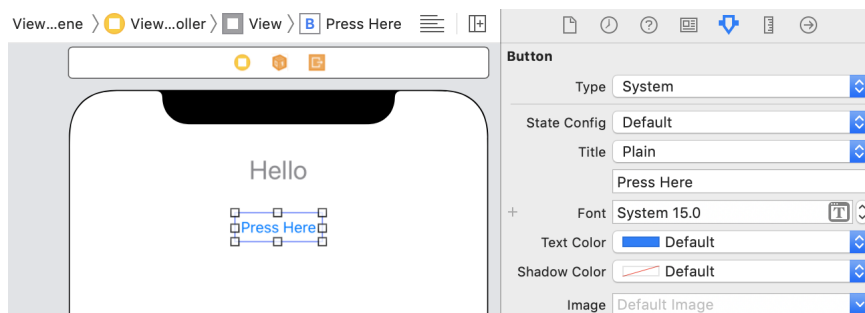 View...ene View...oller View B Press Here
Hello
Press Here
Button
Type System
State Config Default
Title Plain
Press Here
+ Font System 15.0 T
Text Color Default
Shadow Color Default
Image Default Image